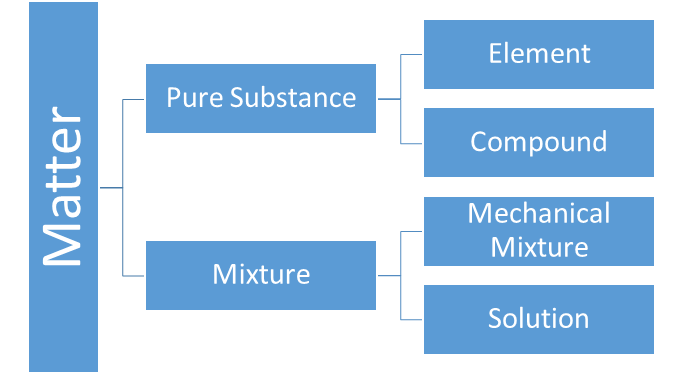 Matter
Pure Substance
Element
Compound
Mixture
Mechanical
Mixture
Solution